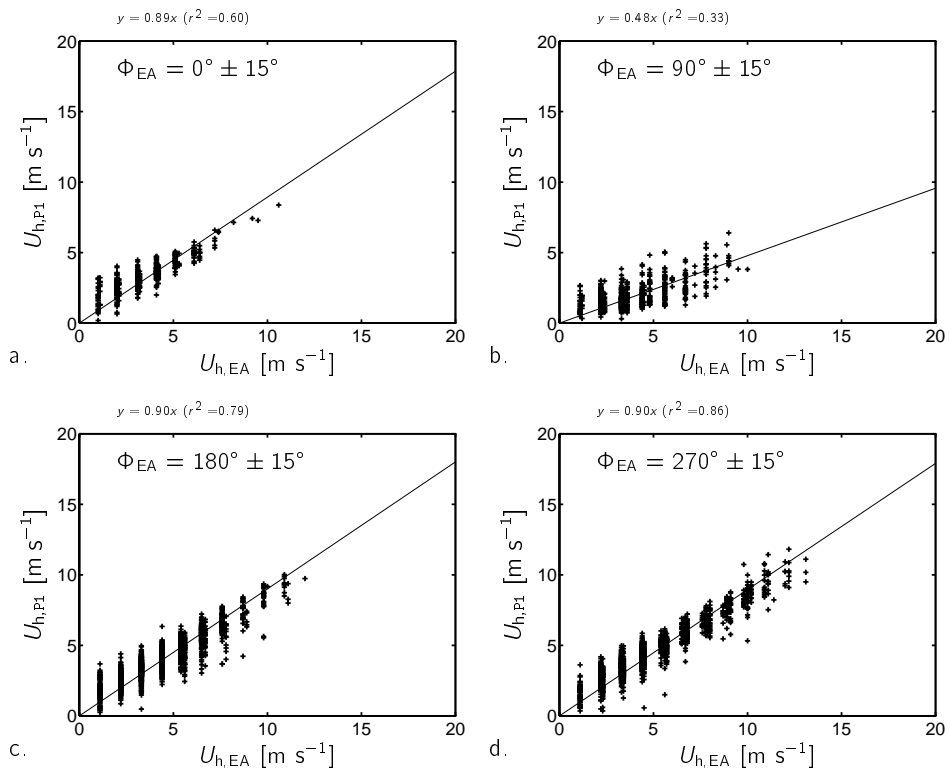 y = 0.89x (r² =0.60)
Φ_EA = 0° ± 15°
20
15
10
5
0
0 5 10 15 20
U_h,P1 [m s⁻¹]
U_h,EA [m s⁻¹]
a.
y = 0.48x (r² =0.33)
Φ_EA = 90° ± 15°
20
15
10
5
0
0 5 10 15 20
U_h,P1 [m s⁻¹]
U_h,EA [m s⁻¹]
b.
y = 0.90x (r² =0.79)
Φ_EA = 180° ± 15°
20
15
10
5
0
0 5 10 15 20
U_h,P1 [m s⁻¹]
U_h,EA [m s⁻¹]
c.
y = 0.90x (r² =0.86)
Φ_EA = 270° ± 15°
20
15
10
5
0
0 5 10 15 20
U_h,P1 [m s⁻¹]
U_h,EA [m s⁻¹]
d.